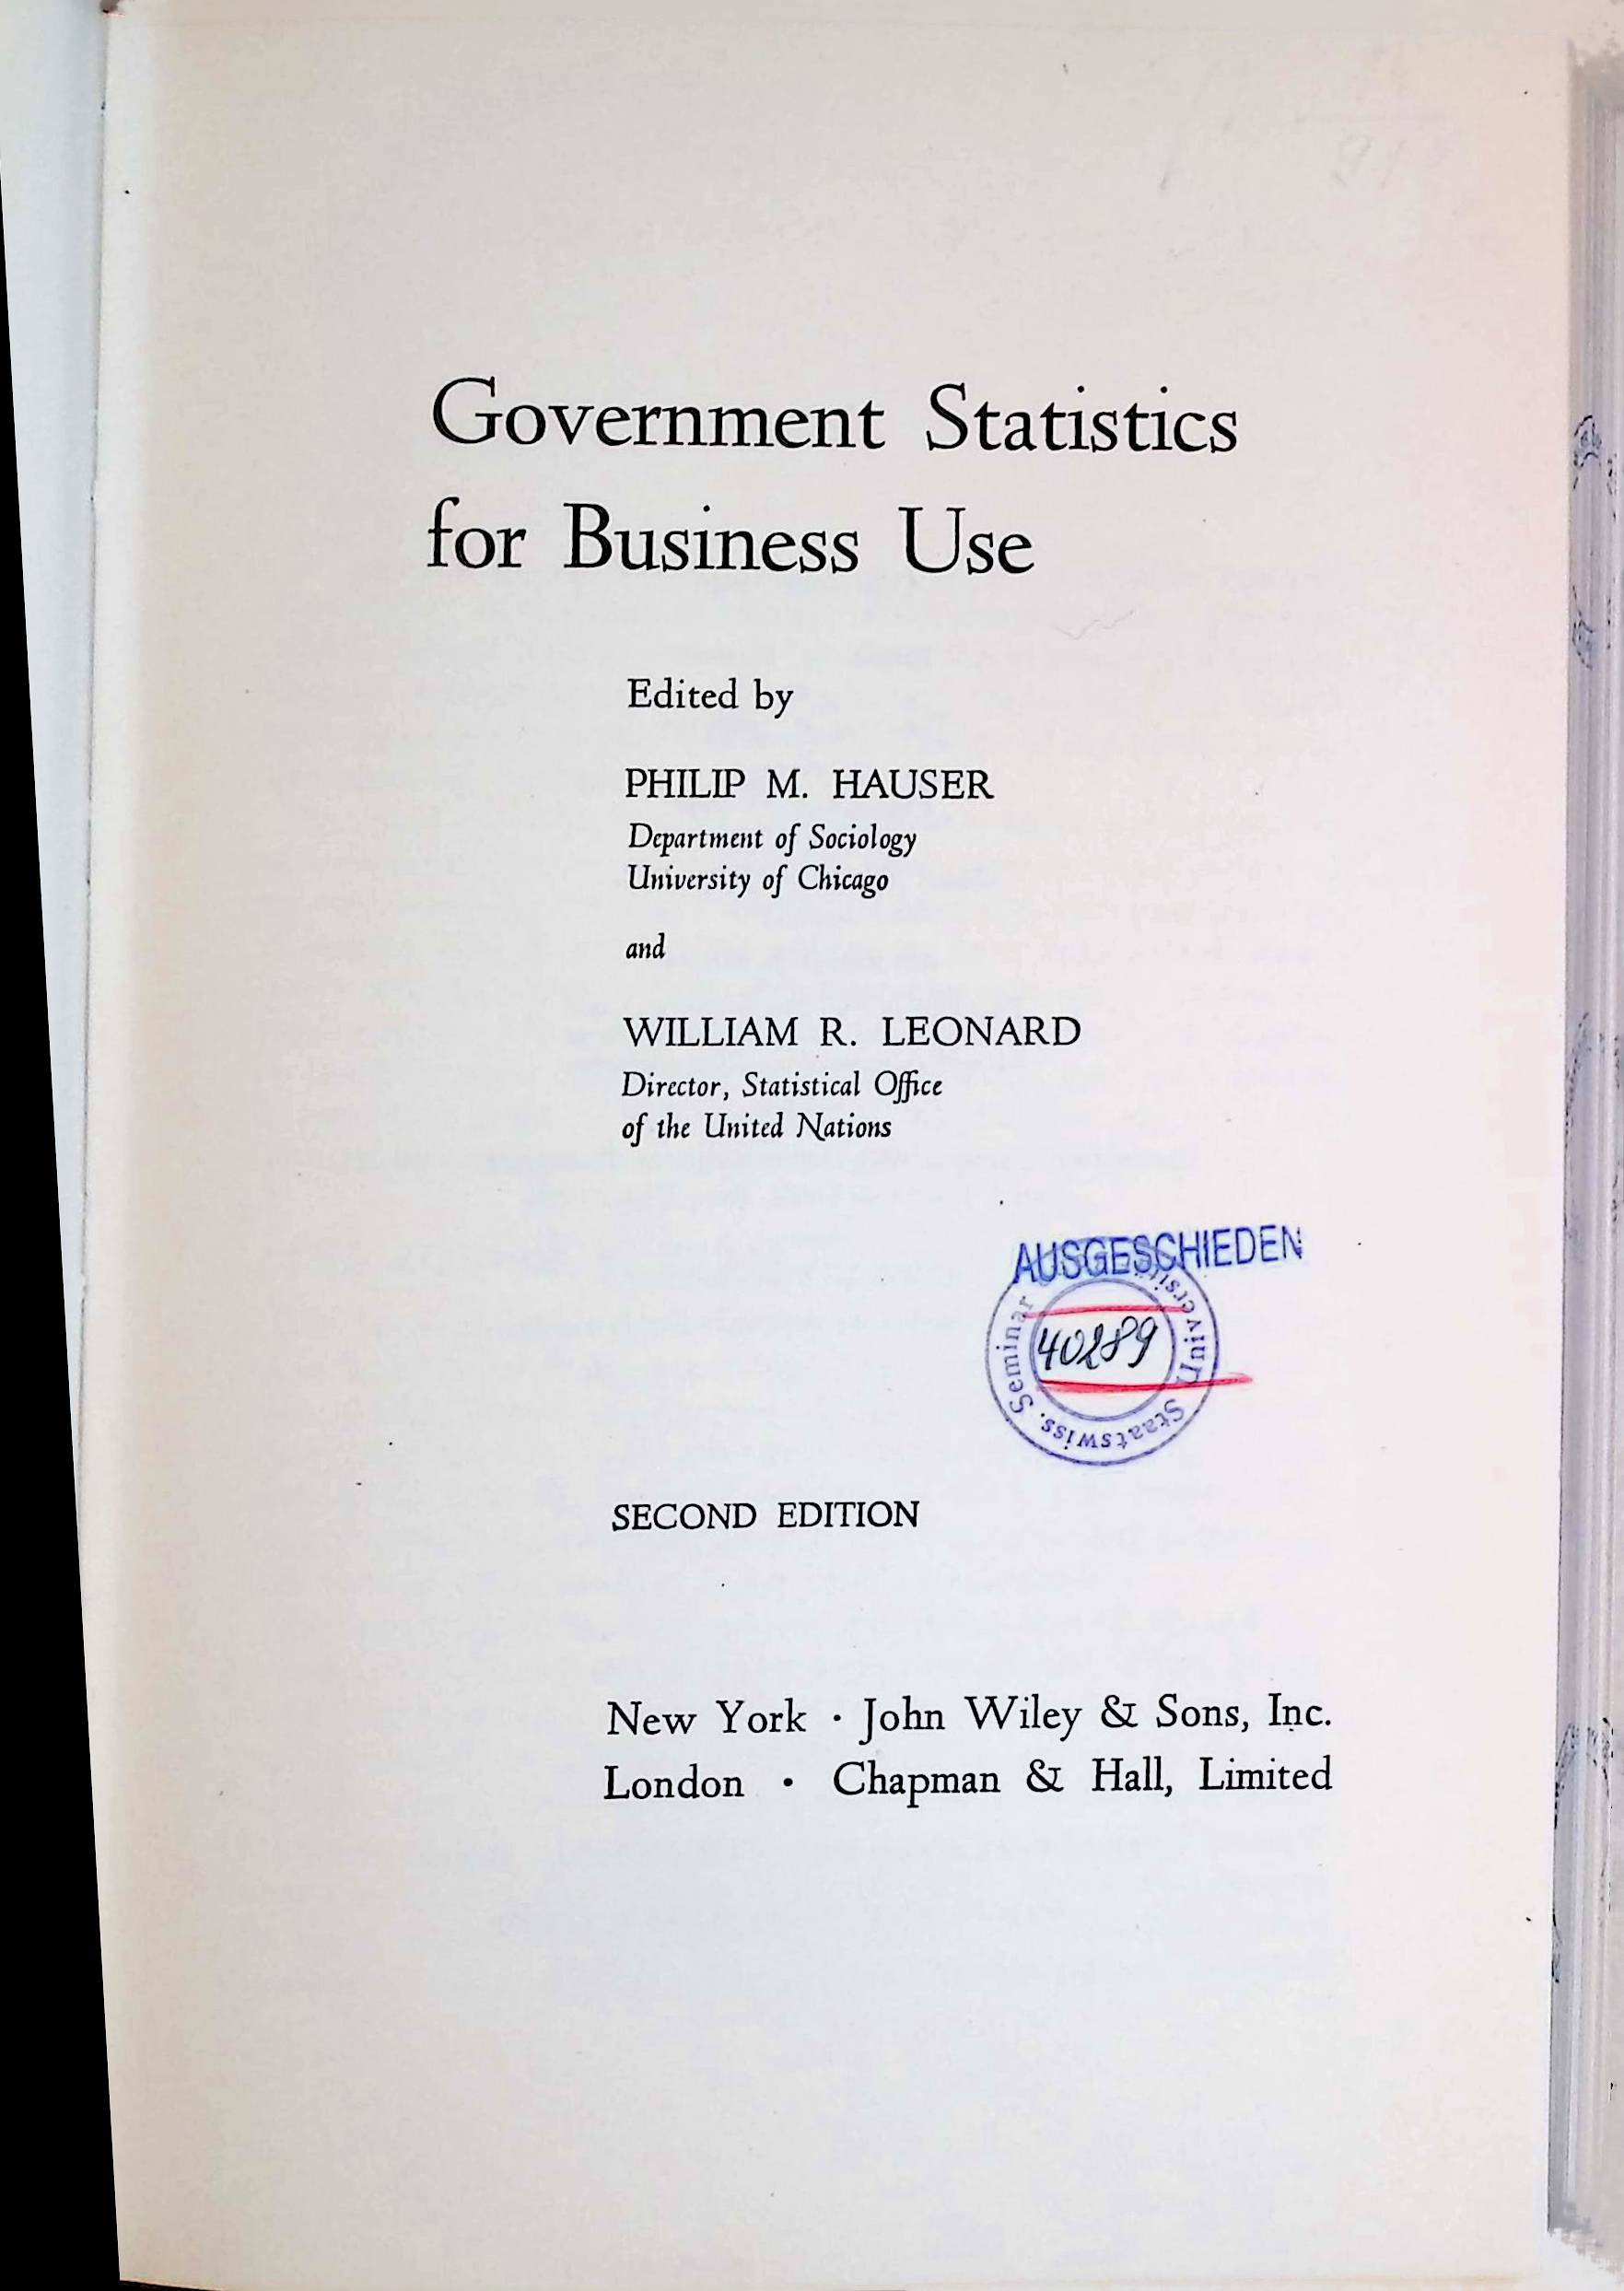 Government Statistics
for Business Use
Edited by
PHILIP M. HAUSER
Department of Sociology
University of Chicago
and
WILLIAM R. LEONARD
Director, Statistical Office
of the United Nations
AUSGESCHIEDEN
Staatswiss. Seminar
40289
SECOND EDITION
New York · John Wiley & Sons, Inc.
London · Chapman & Hall, Limited